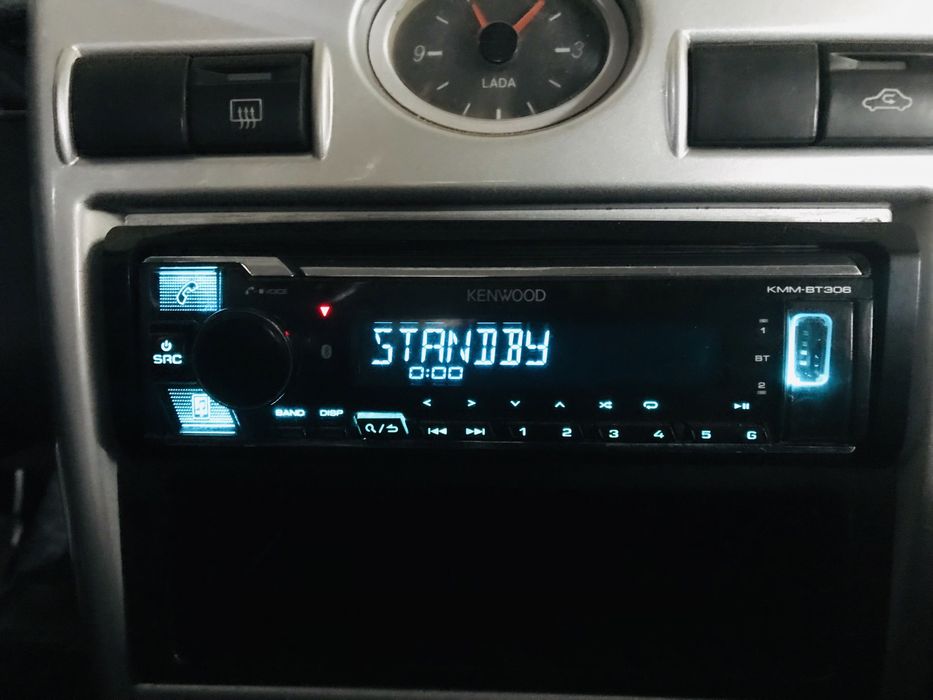 9
3
LADA
KENWOOD
KMM-BT306
STANDBY
0:00
SRC
1
BT
2
BAND
DISP
1
2
3
4
5
6